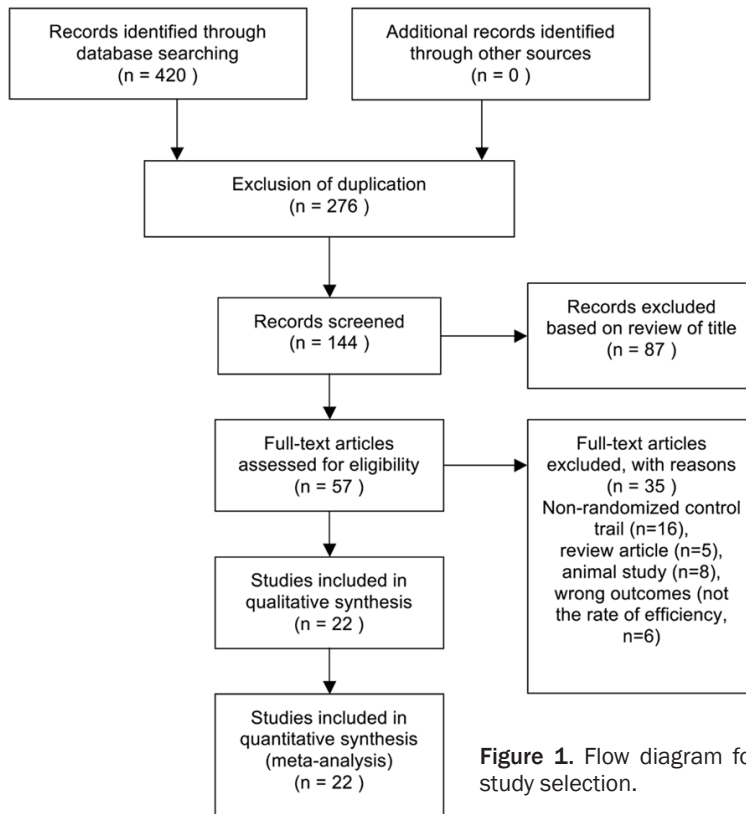 Records identified through
database searching
(n = 420 )
Additional records identified
through other sources
(n = 0 )
Exclusion of duplication
(n = 276 )
Records screened
(n = 144 )
Records excluded
based on review of title
(n = 87 )
Full-text articles
assessed for eligibility
(n = 57 )
Full-text articles
excluded, with reasons
(n = 35 )
Non-randomized control
trail (n=16),
review article (n=5),
animal study (n=8),
wrong outcomes (not
the rate of efficiency,
n=6)
Studies included in
qualitative synthesis
(n = 22 )
Studies included in
quantitative synthesis
(meta-analysis)
(n = 22 )
Figure 1. Flow diagram fo
study selection.